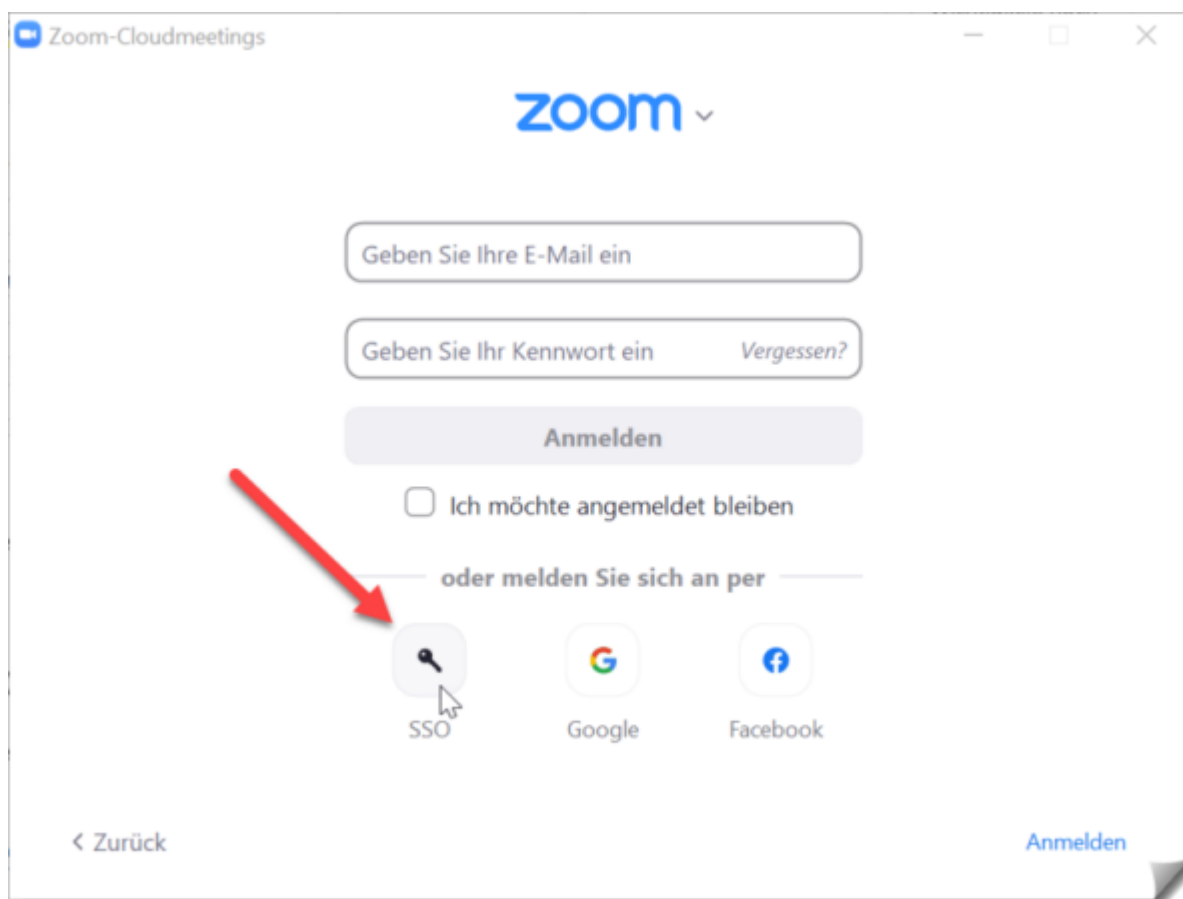 Zoom-Cloudmeetings
zoom
Geben Sie Ihre E-Mail ein
Geben Sie Ihr Kennwort ein Vergessen?
Anmelden
Ich möchte angemeldet bleiben
oder melden Sie sich an per
SSO Google Facebook
Zurück Anmelden